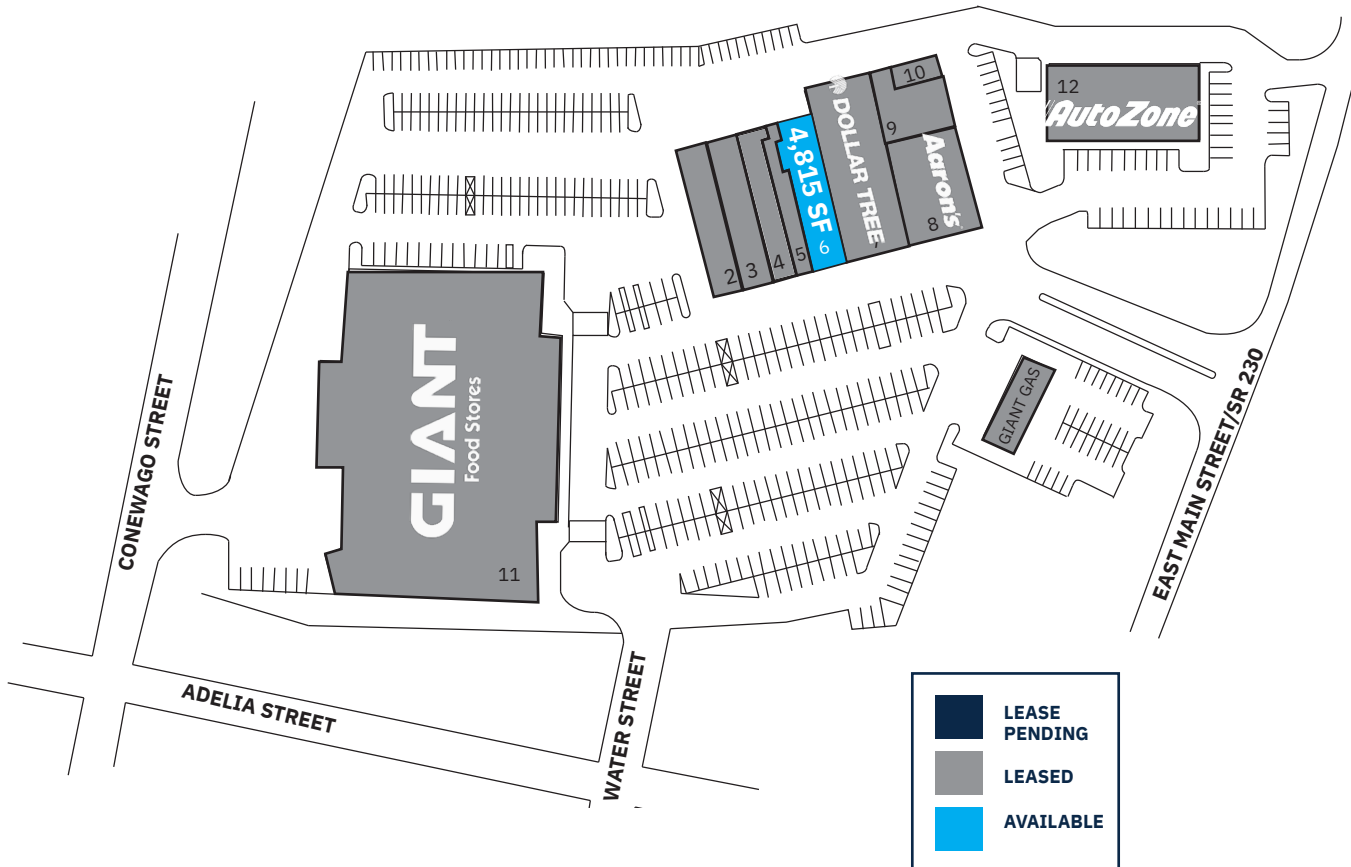 10
12
AutoZone
DOLLAR TREE
9
Aaron's
4,815 SF
8
7
6
5
4
3
2
GIANT
Food Stores
11
GIANT GAS
CONEWAGO STREET
EAST MAIN STREET/SR 230
ADELIA STREET
WATER STREET
LEASE
PENDING
LEASED
AVAILABLE